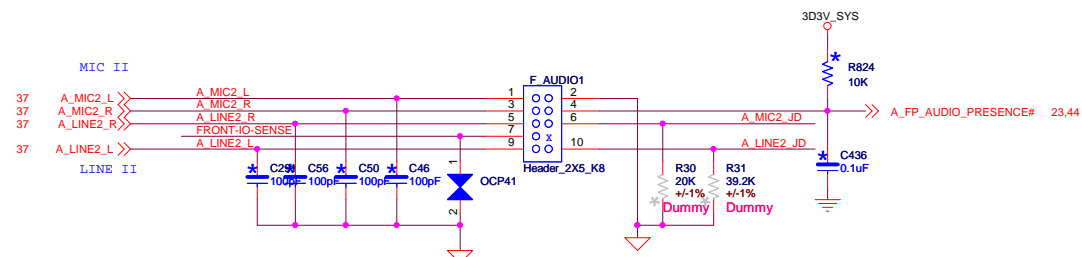 3D3V_SYS
MIC II
R824
10K
F_AUDIO1
37 A_MIC2_L A_MIC2_L 1 2
37 A_MIC2_R A_MIC2_R 3 4 A_FP_AUDIO_PRESENCE# 23,44
37 A_LINE2_R A_LINE2_R 5 6 A_MIC2_JD
FRONT-IO-SENSE 7 x
37 A_LINE2_L A_LINE2_L 9 10 A_LINE2_JD
LINE II
Header_2X5_K8
1
OCP41
2
100pF
C56
100pF
C50
100pF
C46
100pF
R30
20K
+/-1%
Dummy
R31
39.2K
+/-1%
Dummy
C436
0.1uF